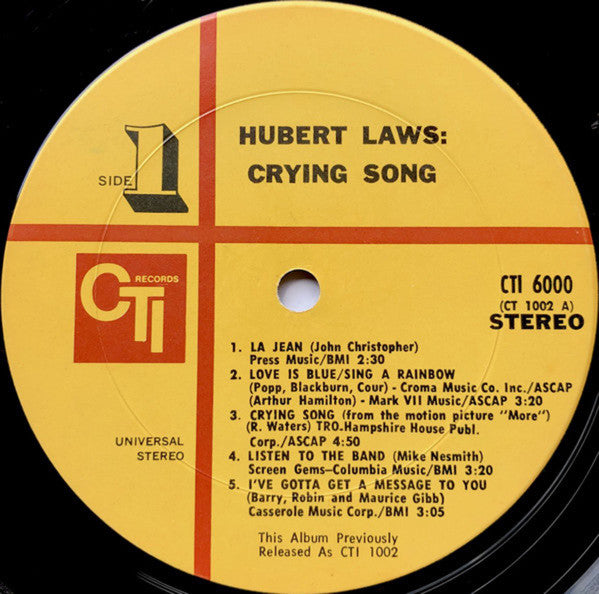 HUBERT LAWS:
CRYING SONG
SIDE 1
CTI RECORDS
CTI 6000
(CT 1002 A)
STEREO
1. LA JEAN (John Christopher)
Press Music/BMI 2:30
2. LOVE IS BLUE/SING A RAINBOW
(Popp, Blackburn, Cour) - Croma Music Co. Inc./ASCAP
(Arthur Hamilton) - Mark VII Music/ASCAP 3:20
3. CRYING SONG (from the motion picture "More")
(R. Waters) TRO.Hampshire House Publ.
Corp./ASCAP 4:50
4. LISTEN TO THE BAND (Mike Nesmith)
Screen Gems-Columbia Music/BMI 3:20
5. I'VE GOTTA GET A MESSAGE TO YOU
(Barry, Robin and Maurice Gibb)
Casserole Music Corp./BMI 3:05
UNIVERSAL
STEREO
This Album Previously
Released As CTI 1002